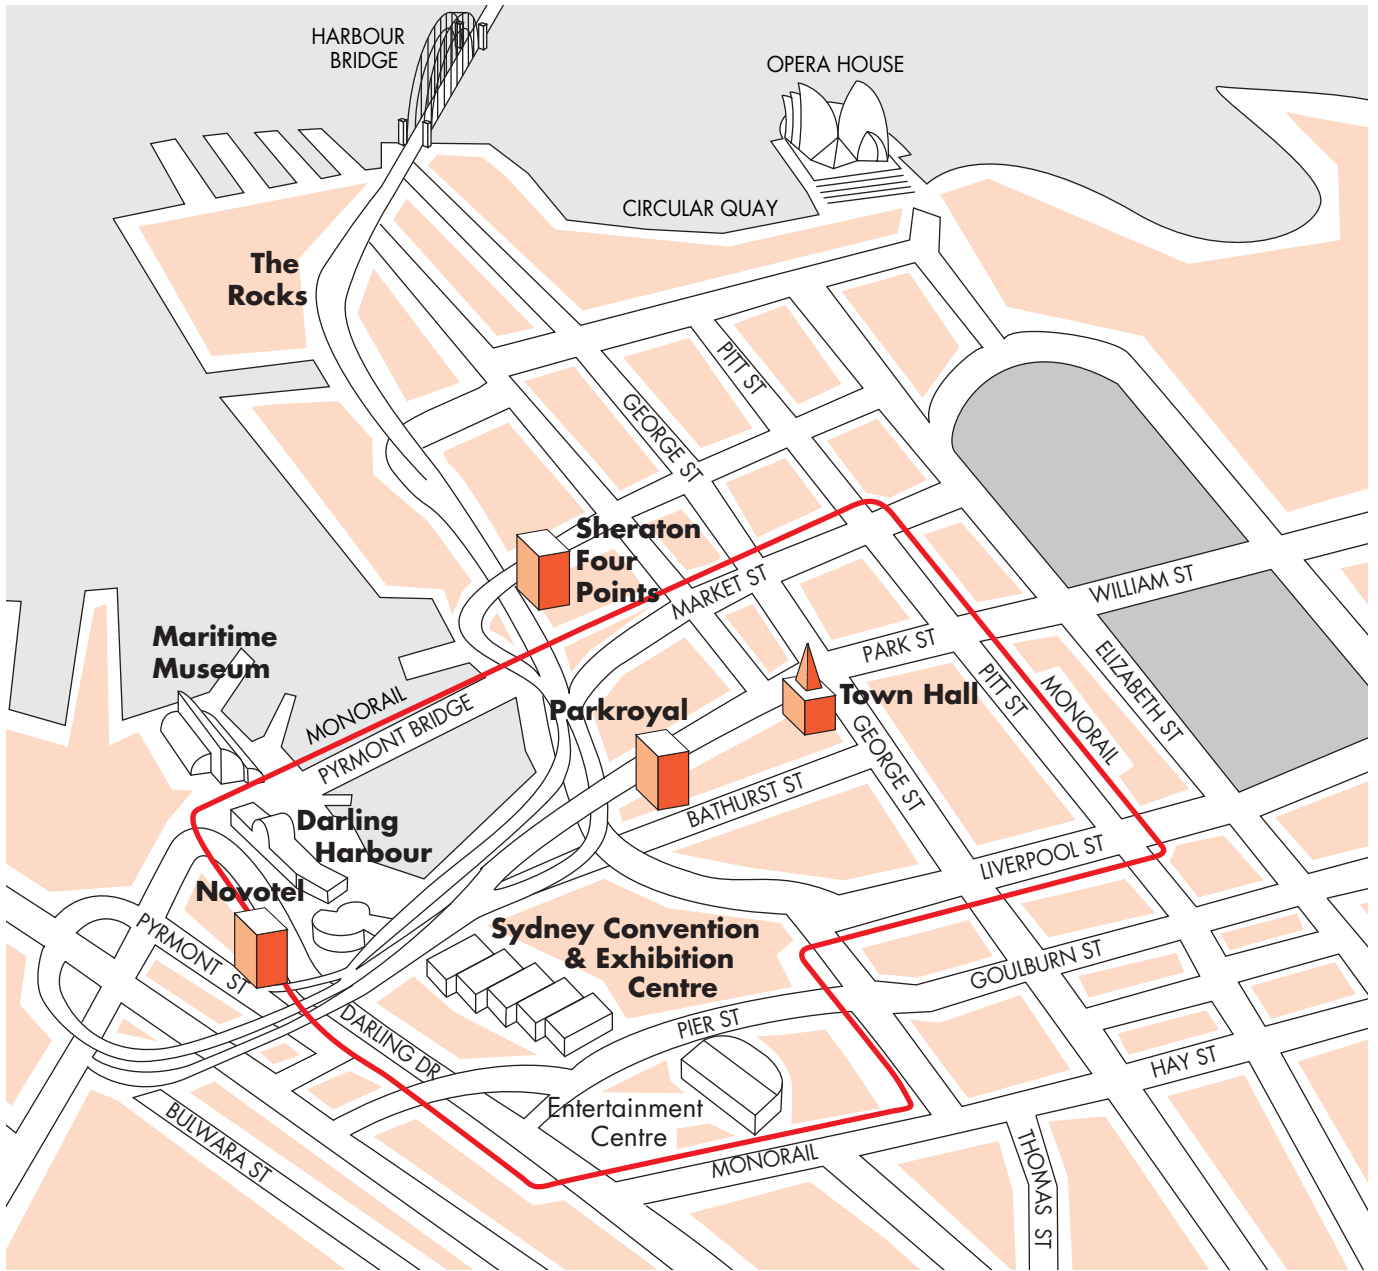 HARBOUR
BRIDGE
OPERA HOUSE
CIRCULAR QUAY
The
Rocks
PITT ST
GEORGE ST
Sheraton
Four
Points
MARKET ST
WILLIAM ST
Maritime
Museum
PARK ST
ELIZABETH ST
MONORAIL
PYRMONT BRIDGE
Parkroyal
Town Hall
PITT ST
MONORAIL
GEORGE ST
BATHURST ST
Darling
Harbour
LIVERPOOL ST
Novotel
PYRMONT ST
Sydney Convention
& Exhibition
Centre
GOULBURN ST
DARLING DR
PIER ST
HAY ST
BULWARA ST
Entertainment
Centre
MONORAIL
THOMAS ST